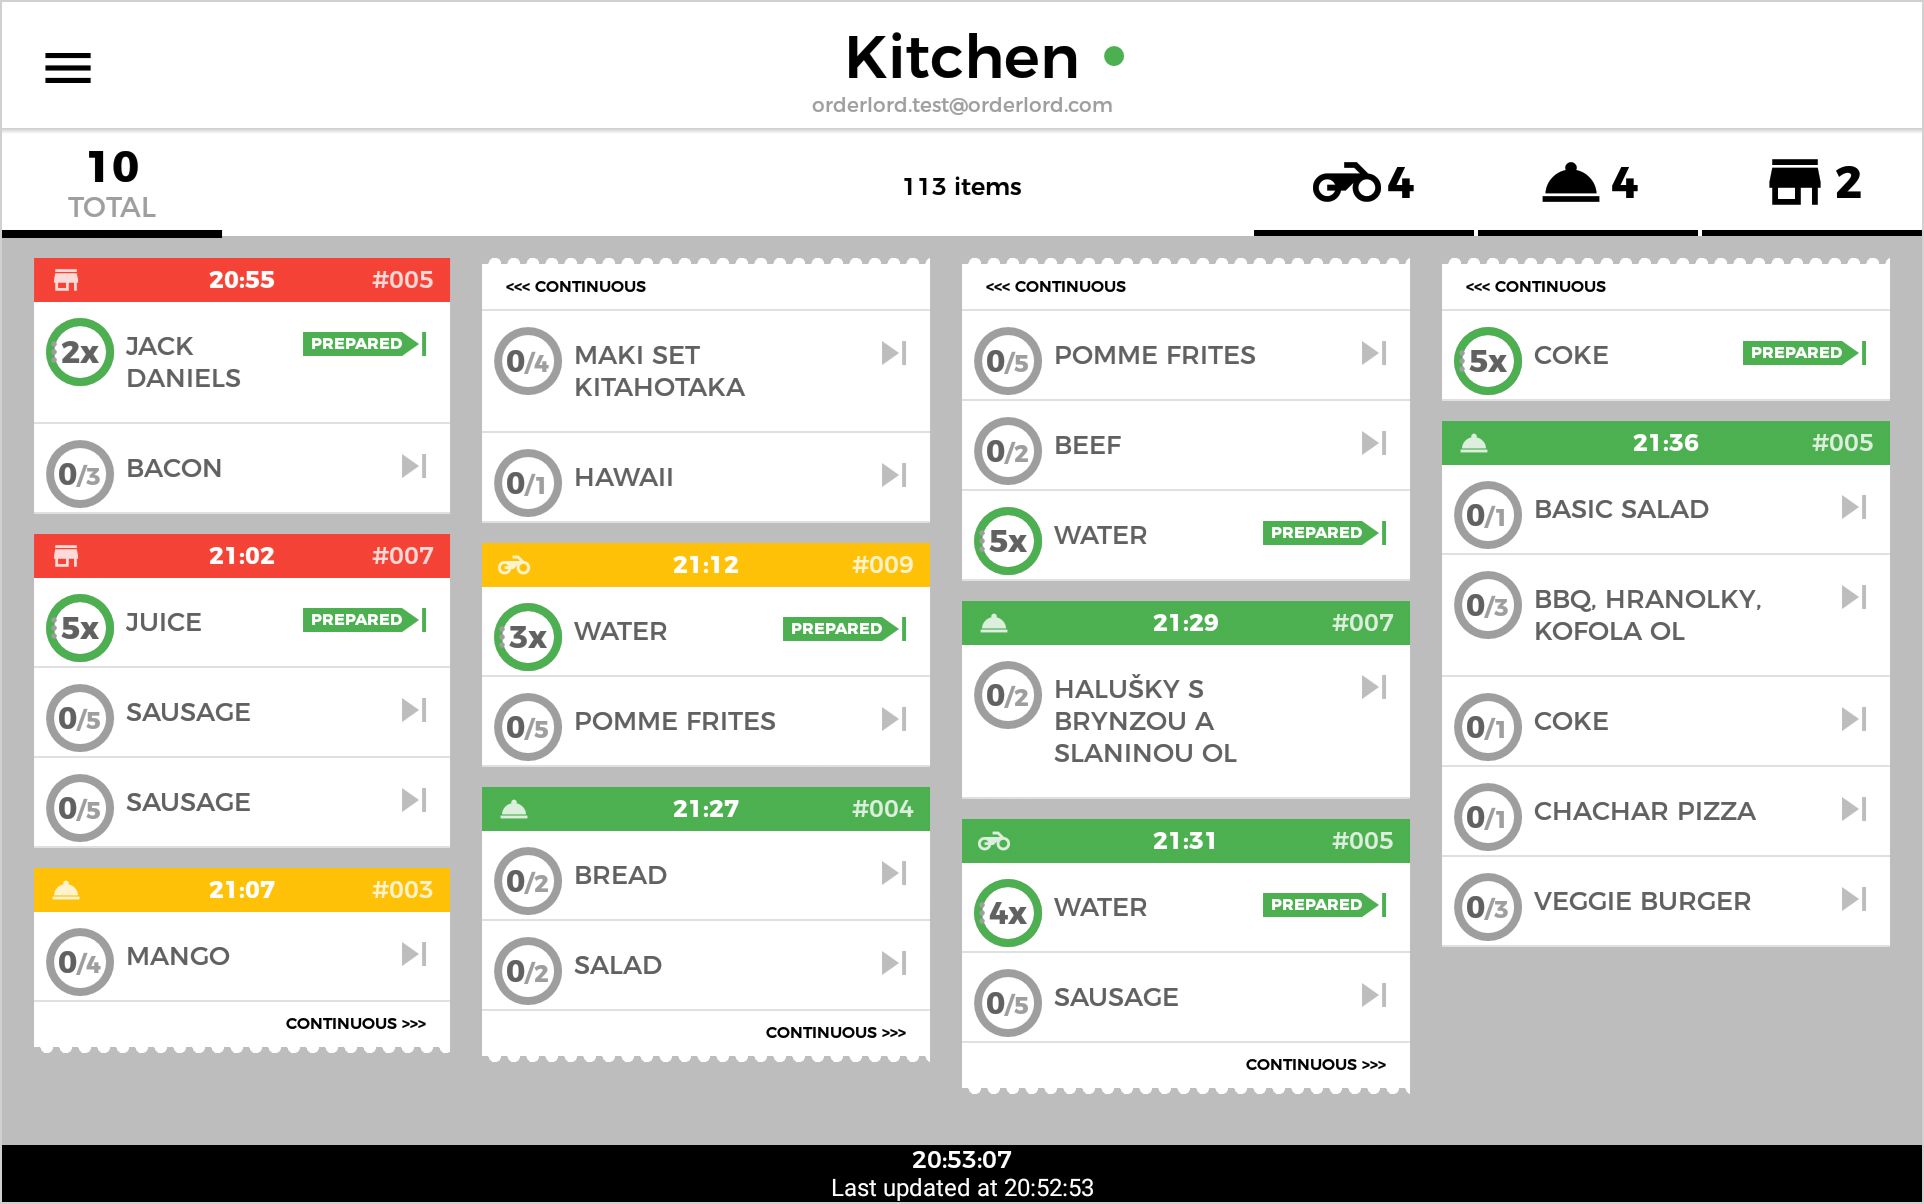 Kitchen
orderlord.test@orderlord.com
10
TOTAL
113 items
4
4
2
20:55 #005
2x JACK DANIELS PREPARED
0/3 BACON
21:02 #007
5x JUICE PREPARED
0/5 SAUSAGE
0/5 SAUSAGE
21:07 #003
0/4 MANGO
CONTINUOUS >>>
<<< CONTINUOUS
0/4 MAKI SET
KITAHOTAKA
0/1 HAWAII
21:12 #009
3x WATER PREPARED
0/5 POMME FRITES
21:27 #004
0/2 BREAD
0/2 SALAD
CONTINUOUS >>>
<<< CONTINUOUS
0/5 POMME FRITES
0/2 BEEF
5x WATER PREPARED
21:29 #007
0/2 HALUŠKY S
BRYNZOU A
SLANINOU OL
21:31 #005
4x WATER PREPARED
0/5 SAUSAGE
CONTINUOUS >>>
<<< CONTINUOUS
5x COKE PREPARED
21:36 #005
0/1 BASIC SALAD
0/3 BBQ, HRANOLKY,
KOFOLA OL
0/1 COKE
0/1 CHACHAR PIZZA
0/3 VEGGIE BURGER
20:53:07
Last updated at 20:52:53